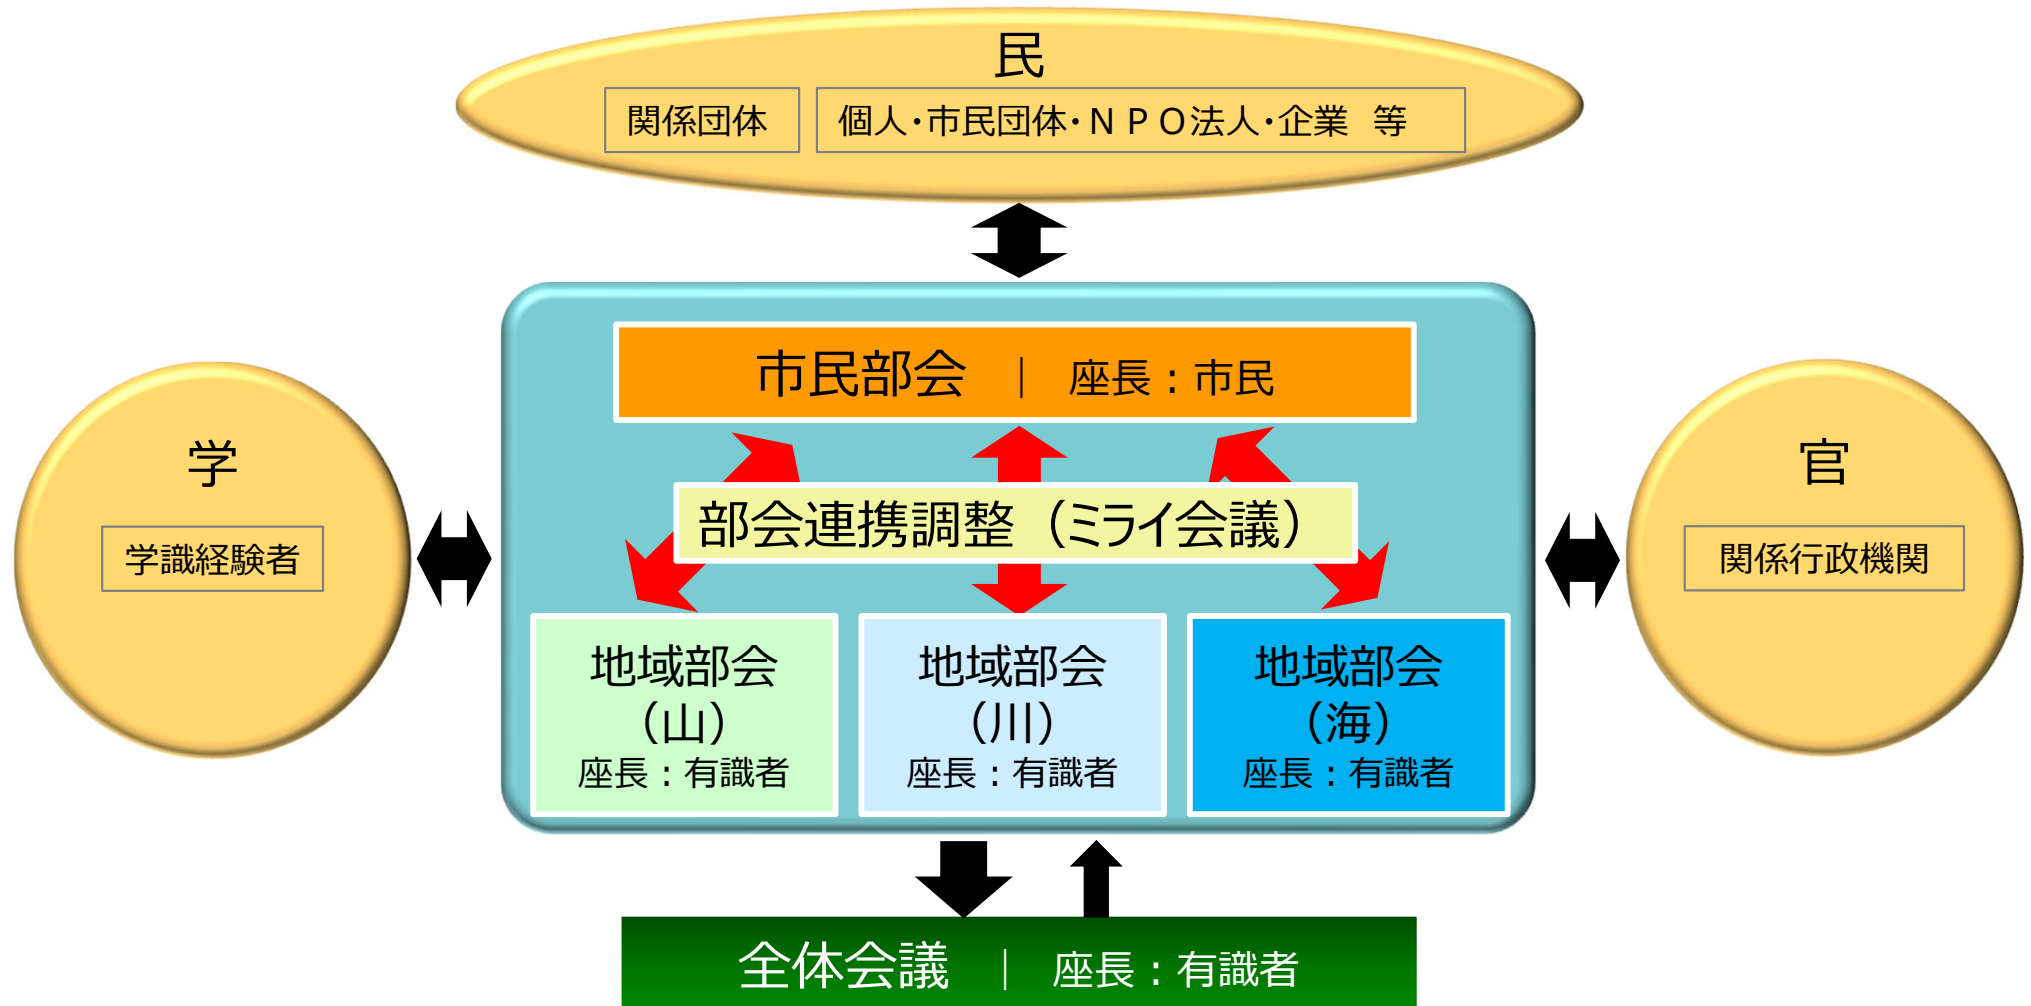 民
関係団体
個人・市民団体・ＮＰＯ法人・企業　等
市民部会　｜　座長：市民
学
学識経験者
部会連携調整（ミライ会議）
官
関係行政機関
地域部会
（山）
座長：有識者
地域部会
（川）
座長：有識者
地域部会
（海）
座長：有識者
全体会議　｜　座長：有識者